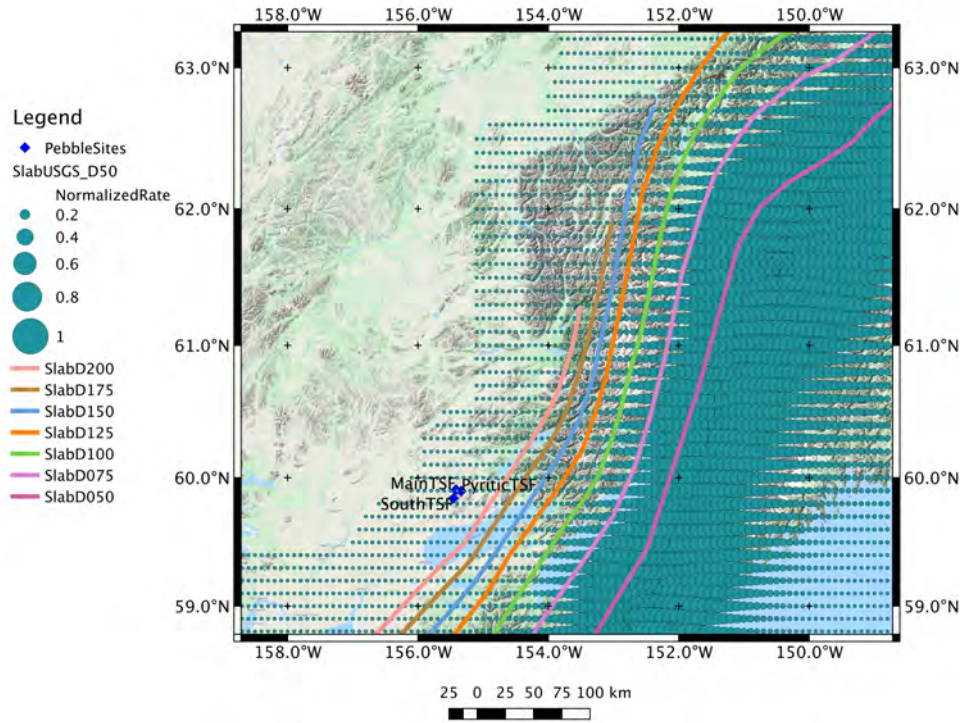 158.0°W 156.0°W 154.0°W 152.0°W 150.0°W
63.0°N 63.0°N
Legend
PebbleSites
SlabUSGS_D50
NormalizedRate
0.2
0.4
0.6
0.8
1
SlabD200
SlabD175
SlabD150
SlabD125
SlabD100
SlabD075
SlabD050
62.0°N 62.0°N
61.0°N 61.0°N
60.0°N 60.0°N
MainTSF PyriticTSF
SouthTSF
59.0°N 59.0°N
158.0°W 156.0°W 154.0°W 152.0°W 150.0°W
25 0 25 50 75 100 km